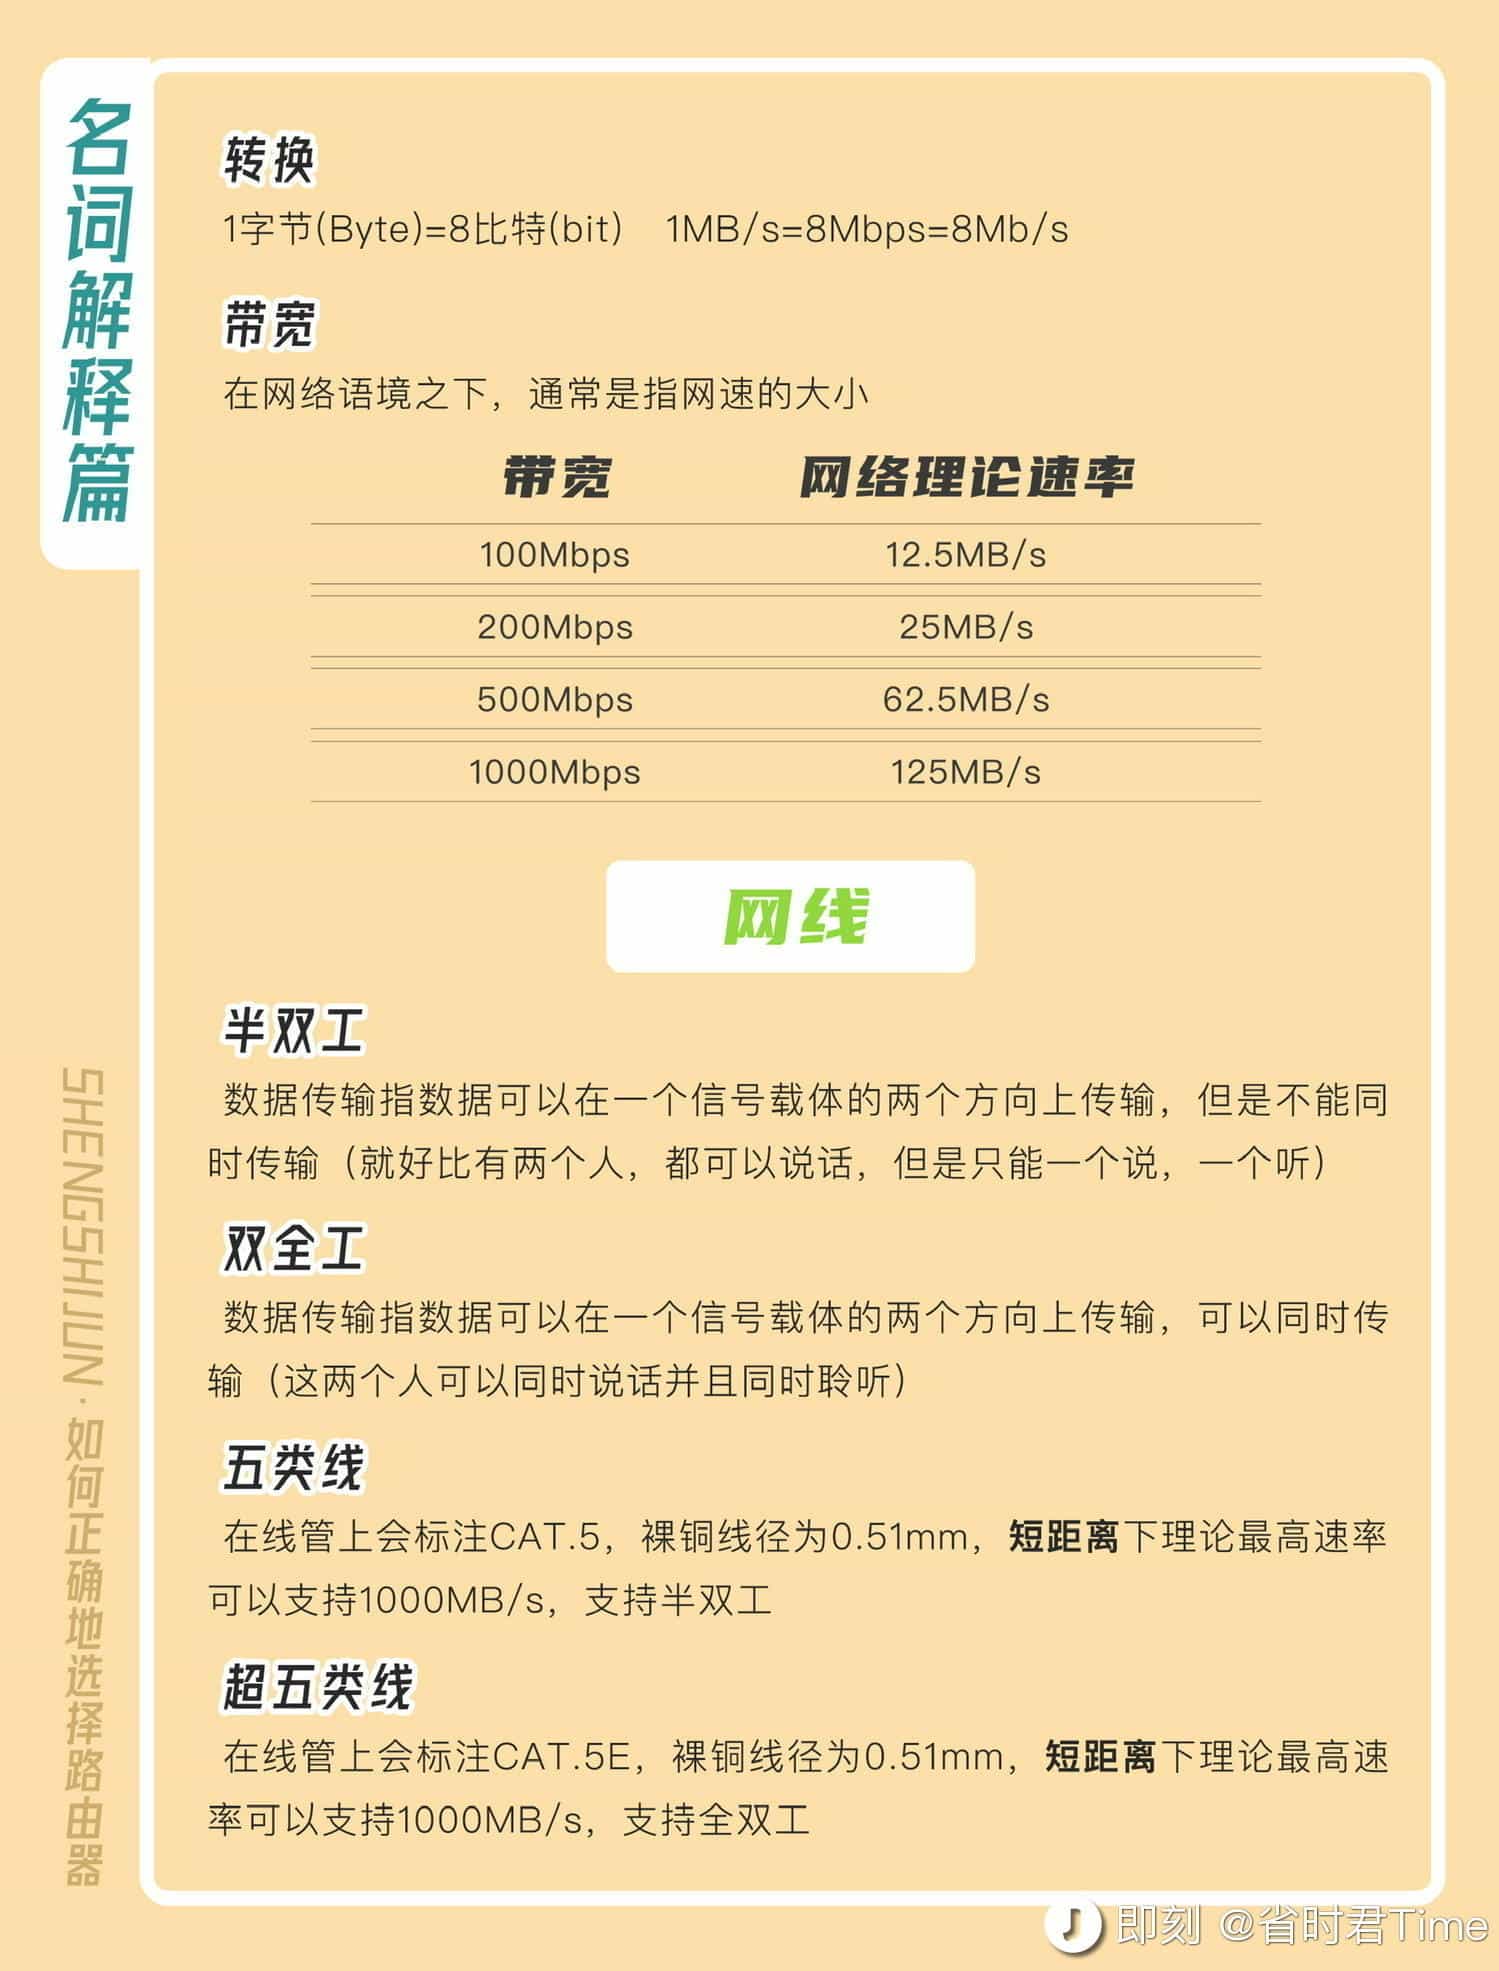 名词解释篇
转换
1字节(Byte)=8比特(bit) 1MB/s=8Mbps=8Mb/s
带宽
在网络语境之下，通常是指网速的大小
带宽 网络理论速率
100Mbps 12.5MB/s
200Mbps 25MB/s
500Mbps 62.5MB/s
1000Mbps 125MB/s
网线
半双工
数据传输指数据可以在一个信号载体的两个方向上传输，但是不能同
时传输（就好比有两个人，都可以说话，但是只能一个说，一个听）
双全工
数据传输指数据可以在一个信号载体的两个方向上传输，可以同时传
输（这两个人可以同时说话并且同时聆听）
五类线
在线管上会标注CAT.5，裸铜线径为0.51mm，短距离下理论最高速率
可以支持1000MB/s，支持半双工
超五类线
在线管上会标注CAT.5E，裸铜线径为0.51mm，短距离下理论最高速
率可以支持1000MB/s，支持全双工
SHENGSHIJUN·如何正确地选择路由器
即刻 @省时君Time